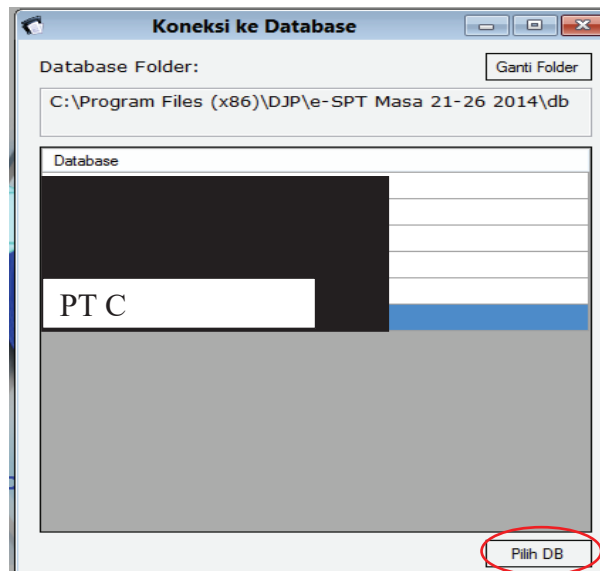 Koneksi ke Database
Database Folder:
Ganti Folder
C:\Program Files (x86)\DJP\e-SPT Masa 21-26 2014\db
Database
PT C
Pilih DB